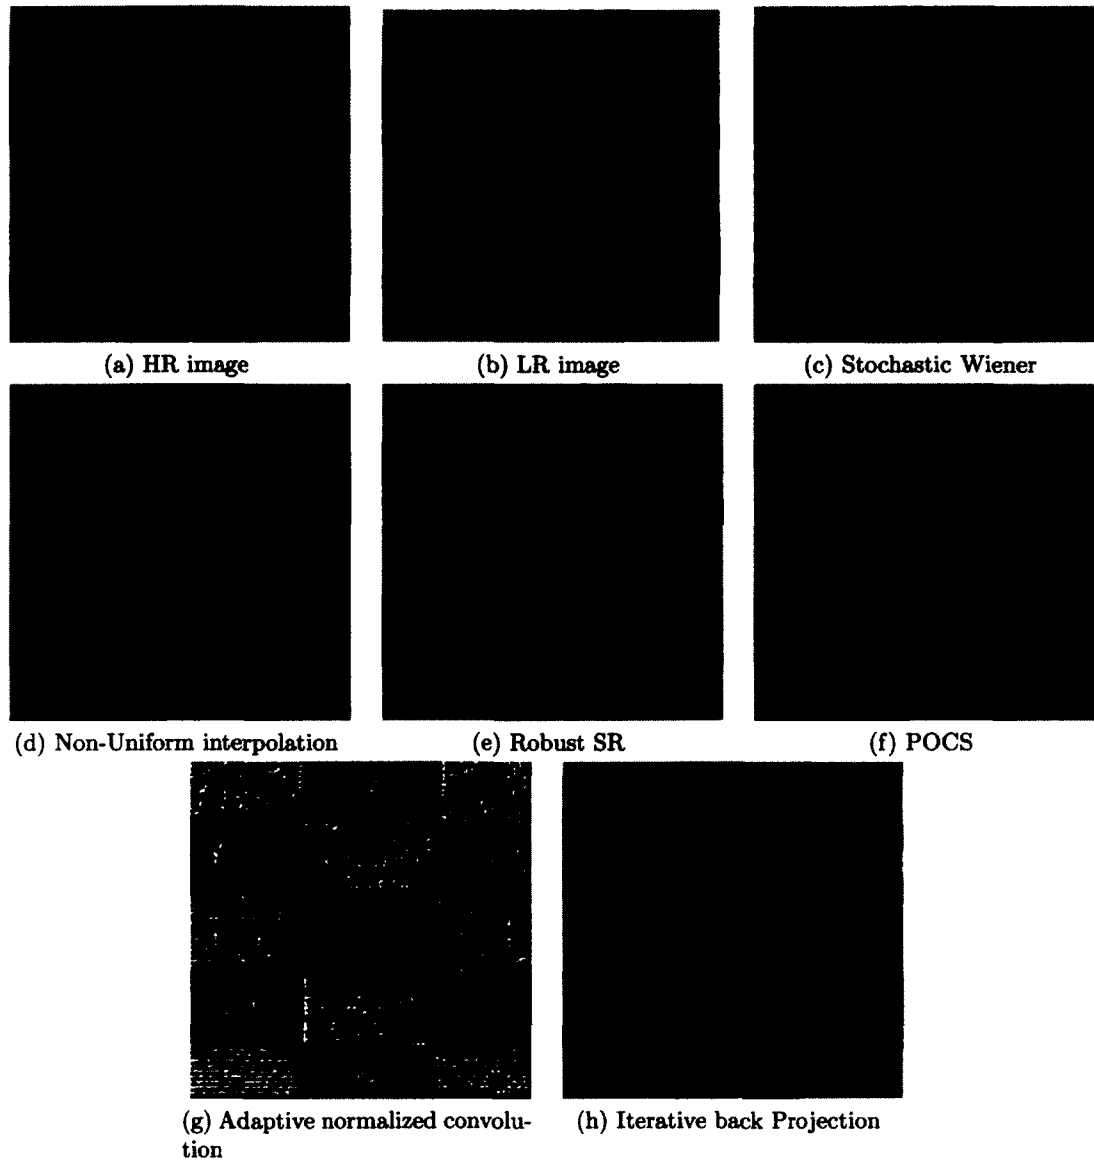 (a) HR image
(b) LR image
(c) Stochastic Wiener
(d) Non-Uniform interpolation
(e) Robust SR
(f) POCS
(g) Adaptive normalized convolu-
tion
(h) Iterative back Projection